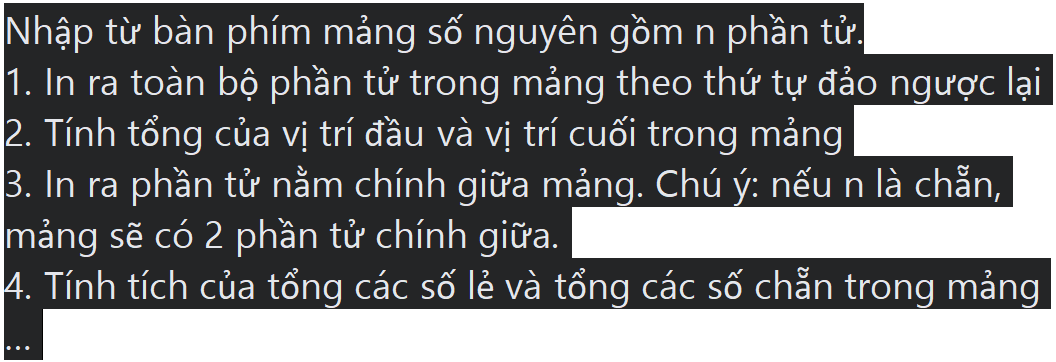 Nhập từ bàn phím mảng số nguyên gồm n phần tử.
1. In ra toàn bộ phần tử trong mảng theo thứ tự đảo ngược lại
2. Tính tổng của vị trí đầu và vị trí cuối trong mảng
3. In ra phần tử nằm chính giữa mảng. Chú ý: nếu n là chẵn,
mảng sẽ có 2 phần tử chính giữa.
4. Tính tích của tổng các số lẻ và tổng các số chẵn trong mảng
...